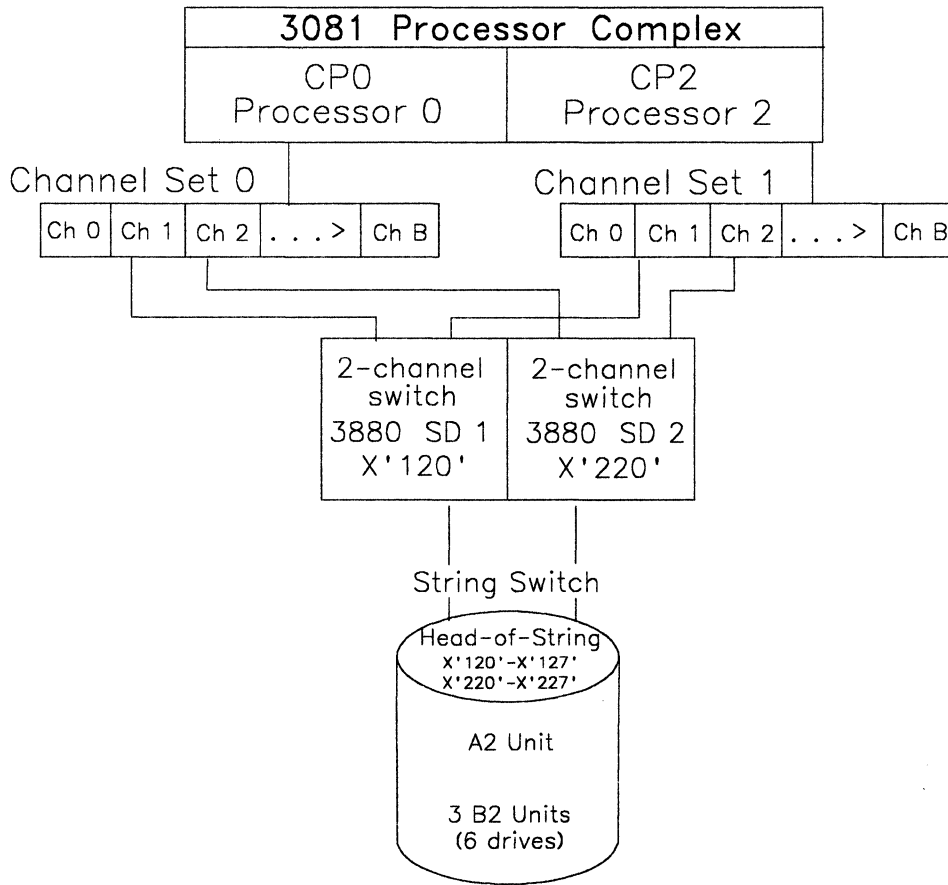 3081 Processor Complex
CP0
Processor 0
CP2
Processor 2
Channel Set 0
Channel Set 1
Ch 0 Ch 1 Ch 2 ...> Ch B
Ch 0 Ch 1 Ch 2 ...> Ch B
2-channel
switch
3880 SD 1
X'120'
2-channel
switch
3880 SD 2
X'220'
String Switch
Head-of-String
X'120'-X'127'
X'220'-X'227'
A2 Unit
3 B2 Units
(6 drives)